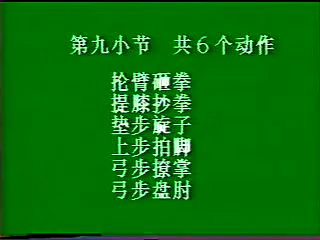 第九小节 共6个动作
抡臂砸拳
提膝抄拳
垫步旋子
上步拍脚
弓步撩掌
弓步盘肘